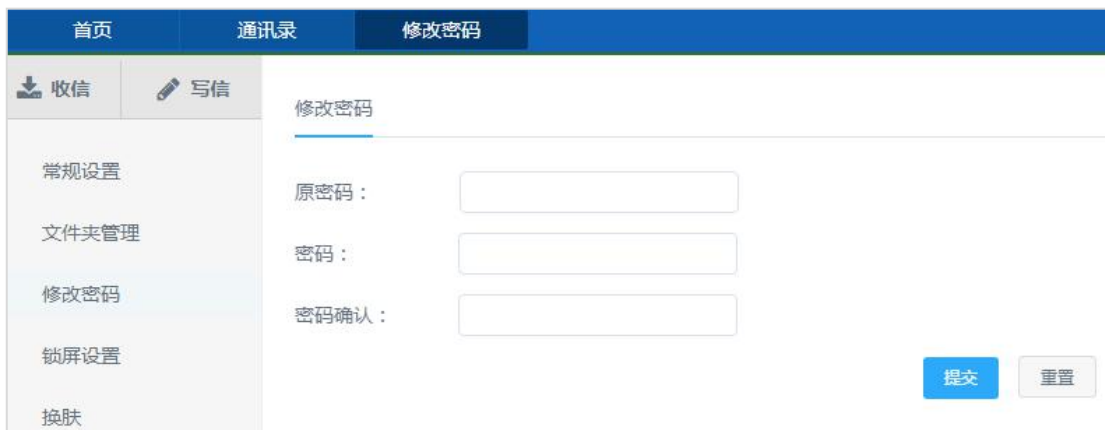 首页 通讯录 修改密码
收信 写信
修改密码
常规设置
原密码：
文件夹管理
密码：
修改密码
密码确认：
锁屏设置
提交 重置
换肤